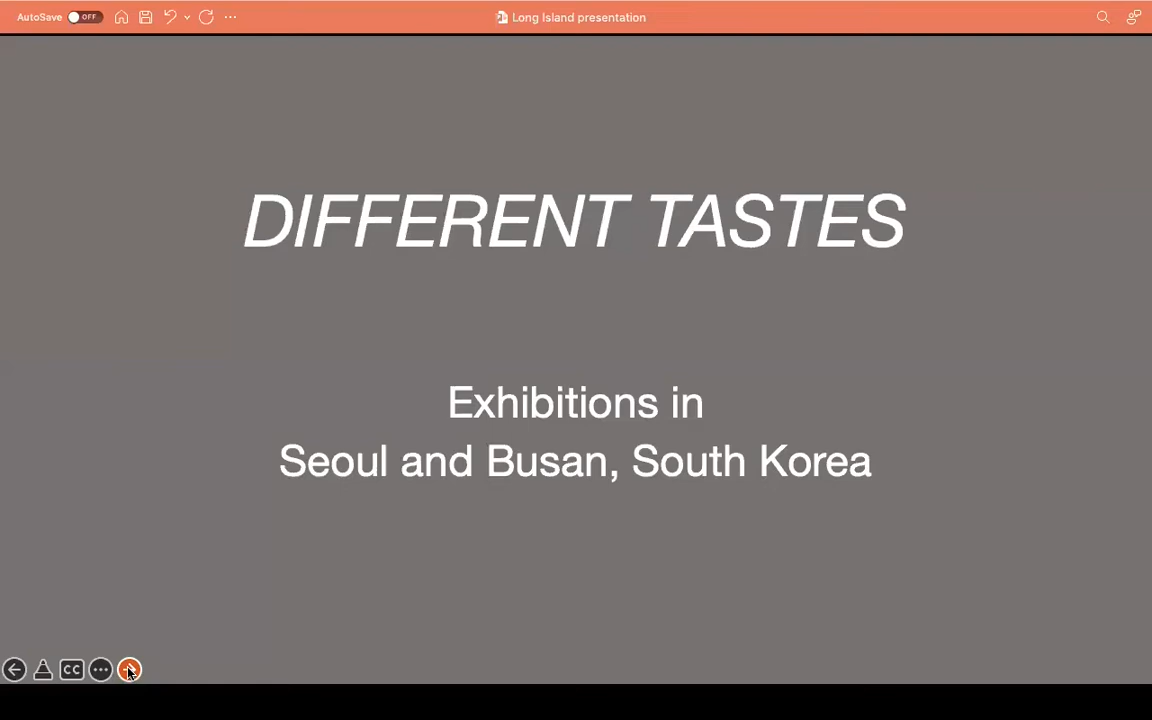 AutoSave OFF
Long Island presentation
DIFFERENT TASTES
Exhibitions in
Seoul and Busan, South Korea
CC